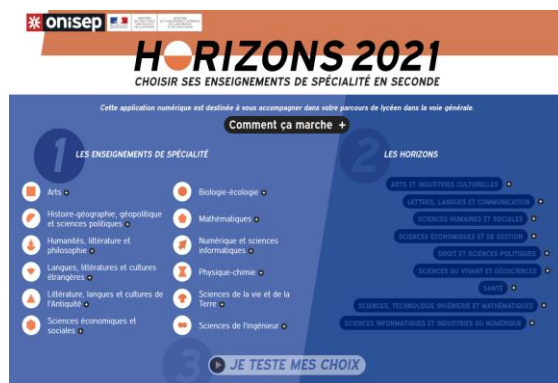 onisep
HORIZONS 2021
CHOISIR SES ENSEIGNEMENTS DE SPÉCIALITÉ EN SECONDE
Cette application numérique est destinée à vous accompagner dans votre parcours de lycéen dans la voie générale.
Comment ça marche +
1 LES ENSEIGNEMENTS DE SPÉCIALITÉ
Arts
Histoire-géographie, géopolitique
et sciences politiques
Humanités, littérature et
philosophie
Langues, littératures et cultures
étrangères
Littérature, langues et cultures de
l'Antiquité
Sciences économiques et
sociales
Biologie-écologie
Mathématiques
Numérique et sciences
informatiques
Physique-chimie
Sciences de la vie et de la
Terre
Sciences de l'ingénieur
2 LES HORIZONS
ARTS ET INDUSTRIES CULTURELLES
LETTRES, LANGUES ET COMMUNICATION
SCIENCES HUMAINES ET SOCIALES
SCIENCES ÉCONOMIQUES ET DE GESTION
DROIT ET SCIENCES POLITIQUES
SCIENCES DU VIVANT ET GÉOSCIENCES
SANTÉ
SCIENCES, TECHNOLOGIE INGÉNIERIE ET MATHÉMATIQUES
SCIENCES INFORMATIQUES ET INDUSTRIES DU NUMÉRIQUE
3 JE TESTE MES CHOIX